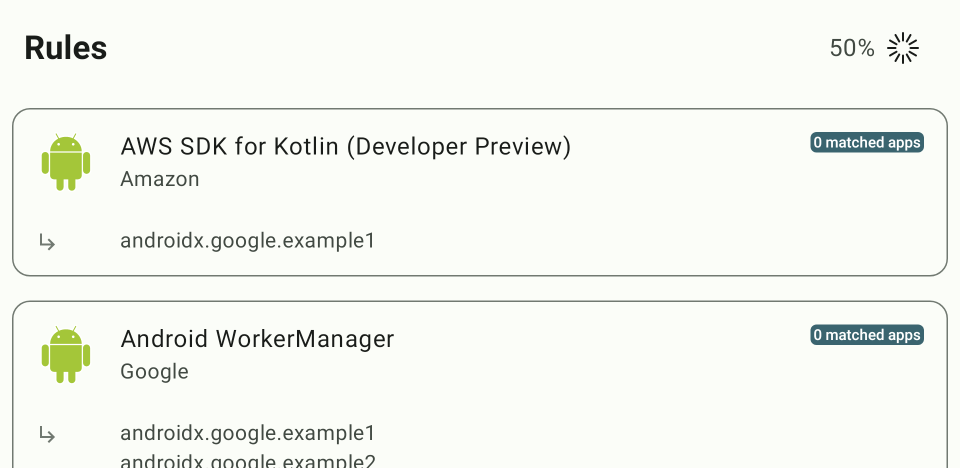 Rules
50%
AWS SDK for Kotlin (Developer Preview)
0 matched apps
Amazon
androidx.google.example1
Android WorkerManager
0 matched apps
Google
androidx.google.example1
androidx.google.example2